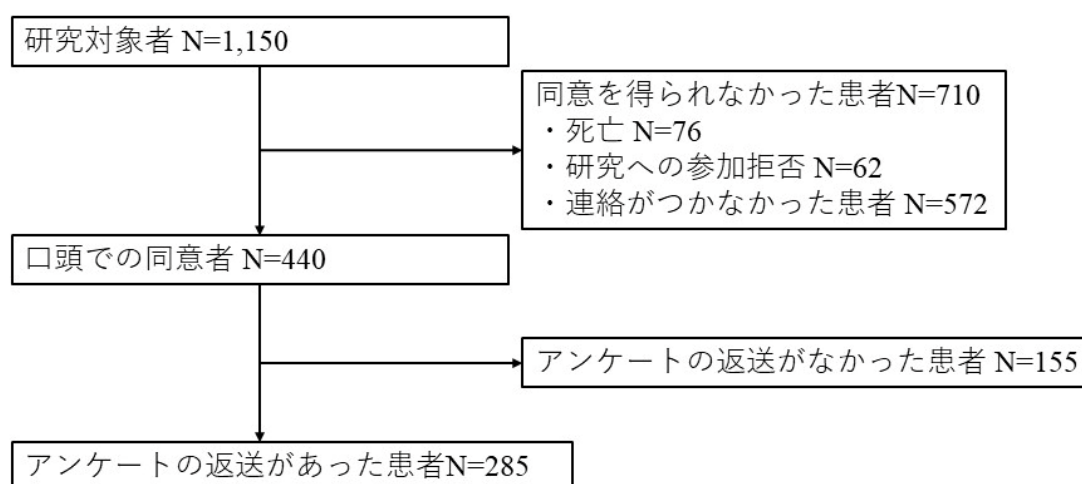 研究対象者 N=1,150
同意を得られなかった患者N=710
・死亡 N=76
・研究への参加拒否 N=62
・連絡がつかなかった患者 N=572
口頭での同意者 N=440
アンケートの返送がなかった患者 N=155
アンケートの返送があった患者N=285